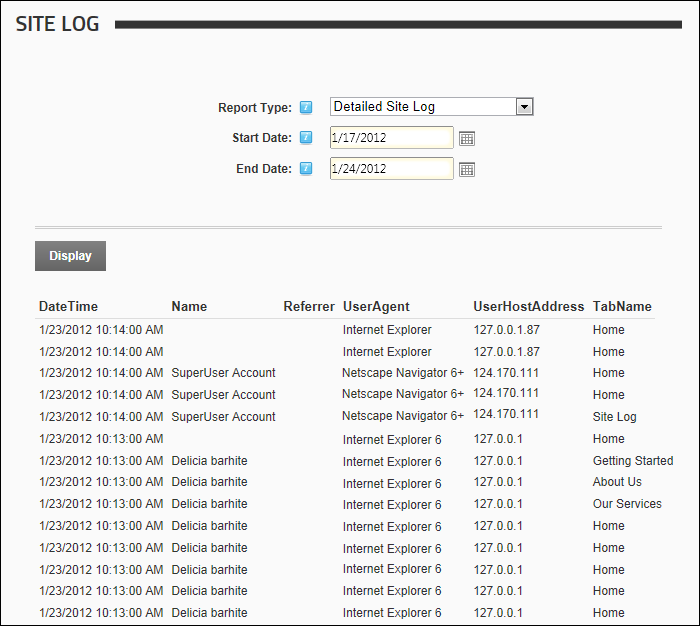 SITE LOG
Report Type: Detailed Site Log
Start Date: 1/17/2012
End Date: 1/24/2012
Display
DateTime Name Referrer UserAgent UserHostAddress TabName
1/23/2012 10:14:00 AM Internet Explorer 127.0.0.1.87 Home
1/23/2012 10:14:00 AM Internet Explorer 127.0.0.1.87 Home
1/23/2012 10:14:00 AM SuperUser Account Netscape Navigator 6+ 124.170.111 Home
1/23/2012 10:14:00 AM SuperUser Account Netscape Navigator 6+ 124.170.111 Home
1/23/2012 10:14:00 AM SuperUser Account Netscape Navigator 6+ 124.170.111 Site Log
1/23/2012 10:13:00 AM Internet Explorer 6 127.0.0.1 Home
1/23/2012 10:13:00 AM Delicia barhite Internet Explorer 6 127.0.0.1 Getting Started
1/23/2012 10:13:00 AM Delicia barhite Internet Explorer 6 127.0.0.1 About Us
1/23/2012 10:13:00 AM Delicia barhite Internet Explorer 6 127.0.0.1 Our Services
1/23/2012 10:13:00 AM Delicia barhite Internet Explorer 6 127.0.0.1 Home
1/23/2012 10:13:00 AM Delicia barhite Internet Explorer 6 127.0.0.1 Home
1/23/2012 10:13:00 AM Delicia barhite Internet Explorer 6 127.0.0.1 Home
1/23/2012 10:13:00 AM Delicia barhite Internet Explorer 6 127.0.0.1 Home
1/23/2012 10:13:00 AM Delicia barhite Internet Explorer 6 127.0.0.1 Home